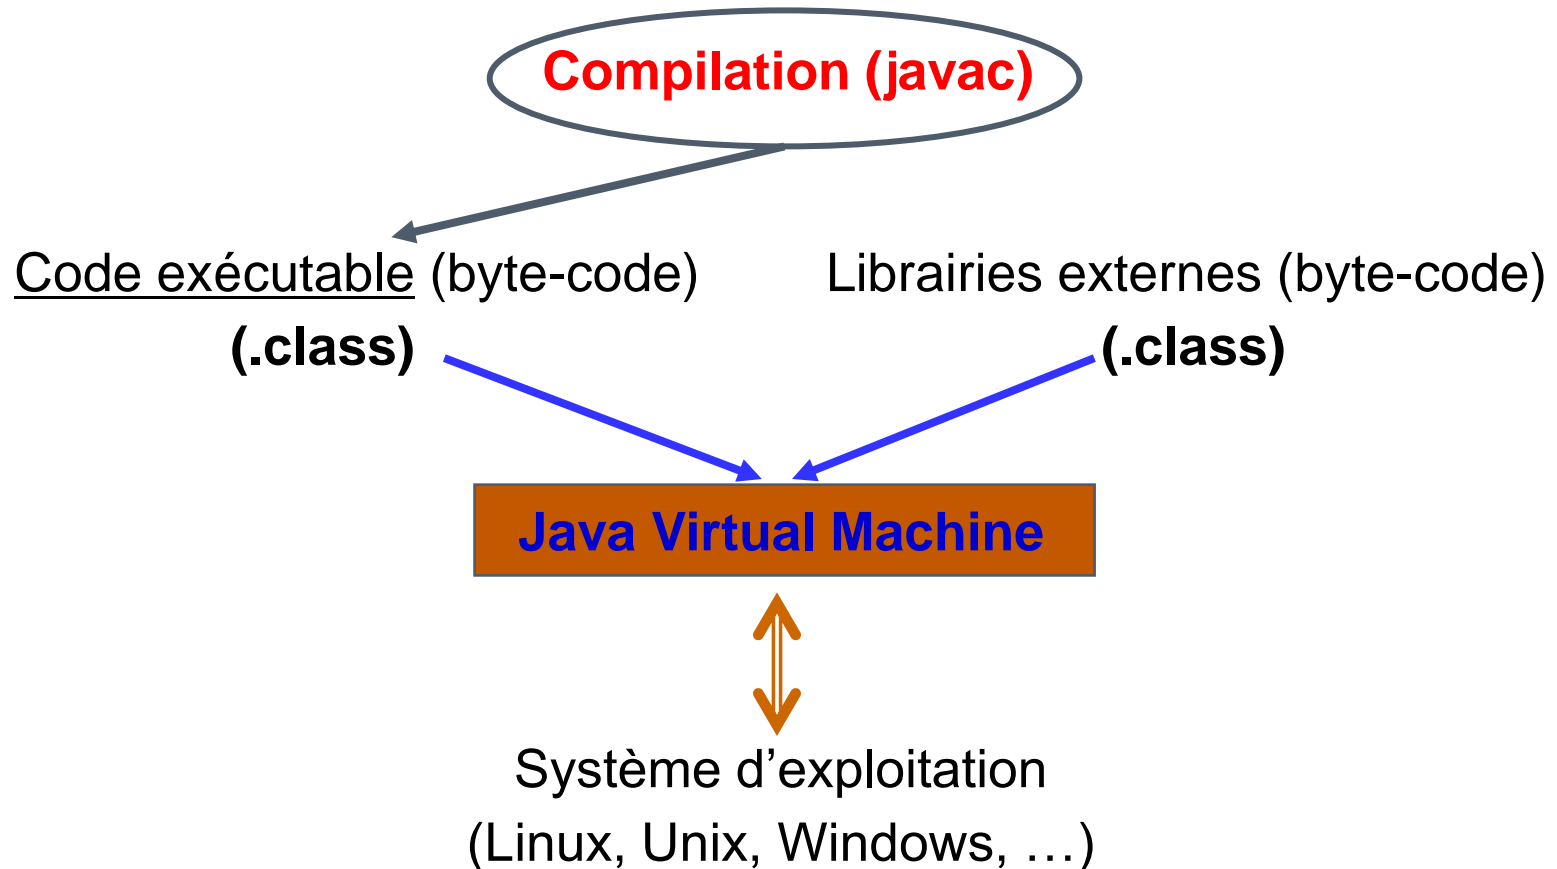 Compilation (javac)
Code exécutable (byte-code)
Librairies externes (byte-code)
(.class)
(.class)
Java Virtual Machine
Système d’exploitation
(Linux, Unix, Windows, …)